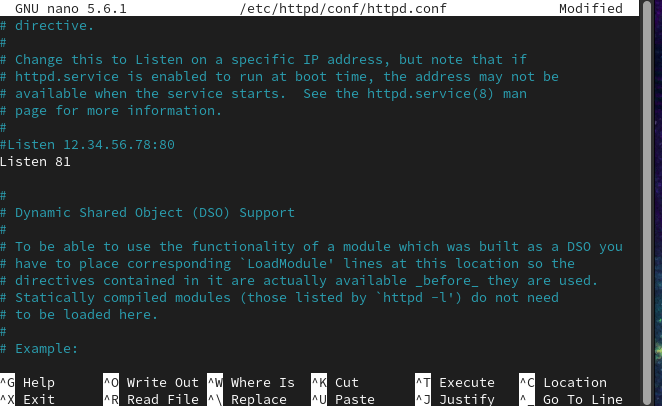 GNU nano 5.6.1 /etc/httpd/conf/httpd.conf Modified
# directive.
#
# Change this to Listen on a specific IP address, but note that if
# httpd.service is enabled to run at boot time, the address may not be
# available when the service starts.  See the httpd.service(8) man
# page for more information.
#
#Listen 12.34.56.78:80
Listen 81
#
# Dynamic Shared Object (DSO) Support
#
# To be able to use the functionality of a module which was built as a DSO you
# have to place corresponding `LoadModule' lines at this location so the
# directives contained in it are actually available _before_ they are used.
# Statically compiled modules (those listed by `httpd -l') do not need
# to be loaded here.
#
# Example:
^G Help ^O Write Out ^W Where Is ^K Cut ^T Execute ^C Location
^X Exit ^R Read File ^\ Replace ^U Paste ^J Justify ^_ Go To Line